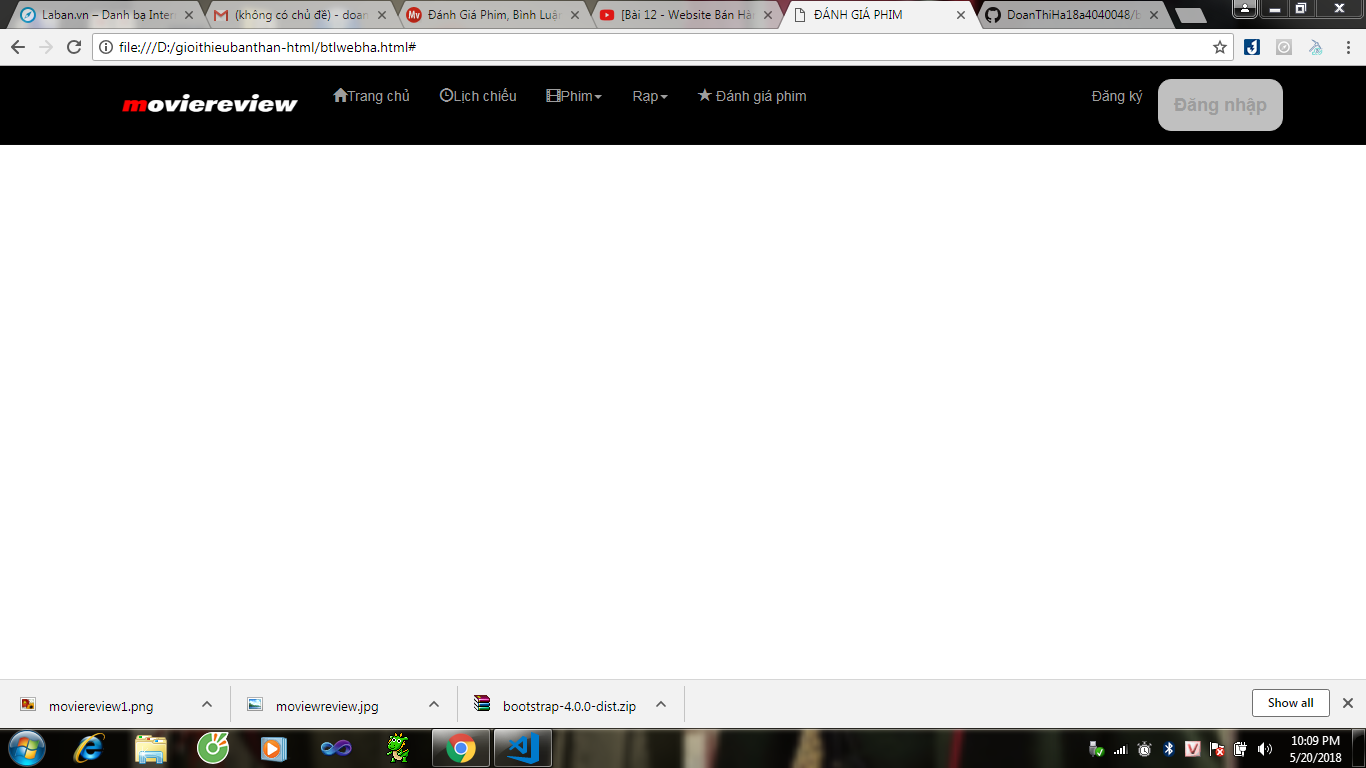 Laban.vn – Danh bạ Inter
(không có chủ đề) - doan
Đánh Giá Phim, Bình Luận
[Bài 12 - Website Bán Hà
ĐÁNH GIÁ PHIM
DoanThiHa18a4040048/b
file:///D:/gioithieubanthan-html/btlwebha.html#
moviereview
Trang chủ
Lịch chiếu
Phim
Rạp
Đánh giá phim
Đăng ký
Đăng nhập
moviereview1.png
moviewreview.jpg
bootstrap-4.0.0-dist.zip
Show all
10:09 PM
5/20/2018